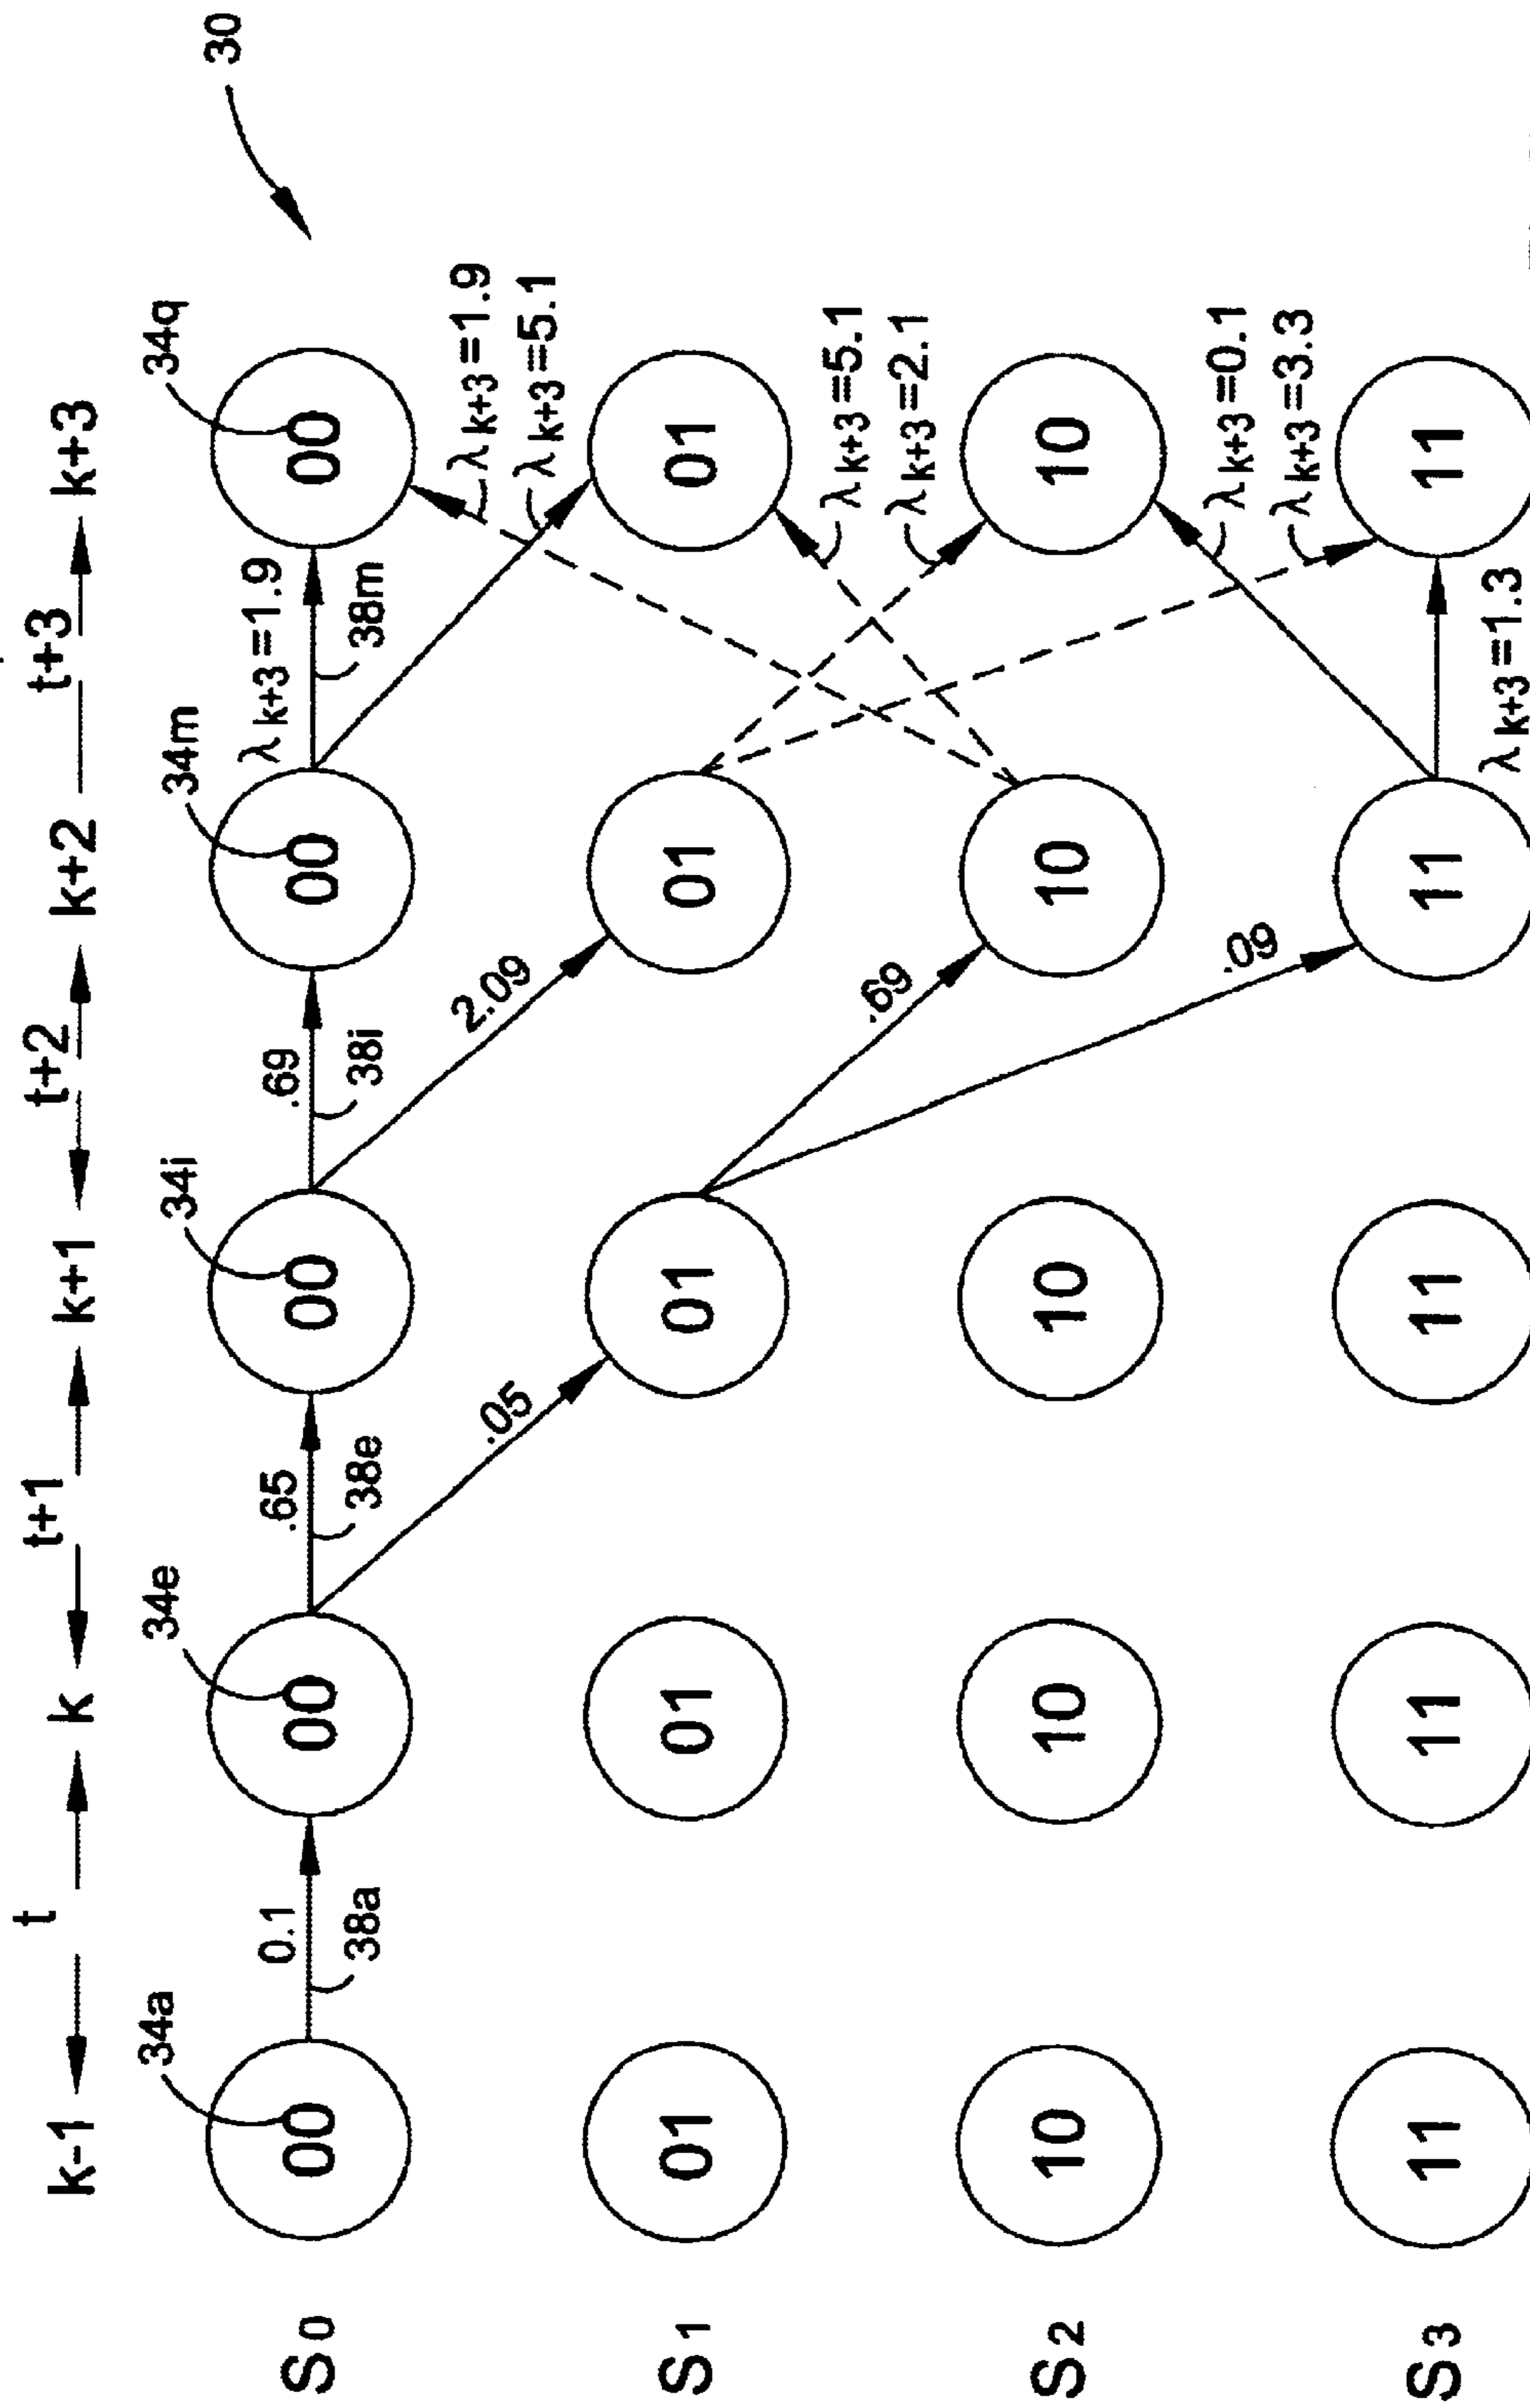 t t+1 t+2 t+3
k-1 k k+1 k+2 k+3
30
34a 34e 34i 34m 34q
S0 00 00 00 00 00
0.1 .65 .69 λk+3=1.9
38a 38e 38i 38m
λk+3=1.9
.05 2.09 λk+3=5.1
S1 01 01 01 01 01
λk+3=5.1
.69 λk+3=2.1
S2 10 10 10 10 10
λk+3=0.1
.09 λk+3=3.3
S3 11 11 11 11 11
λk+3=1.3